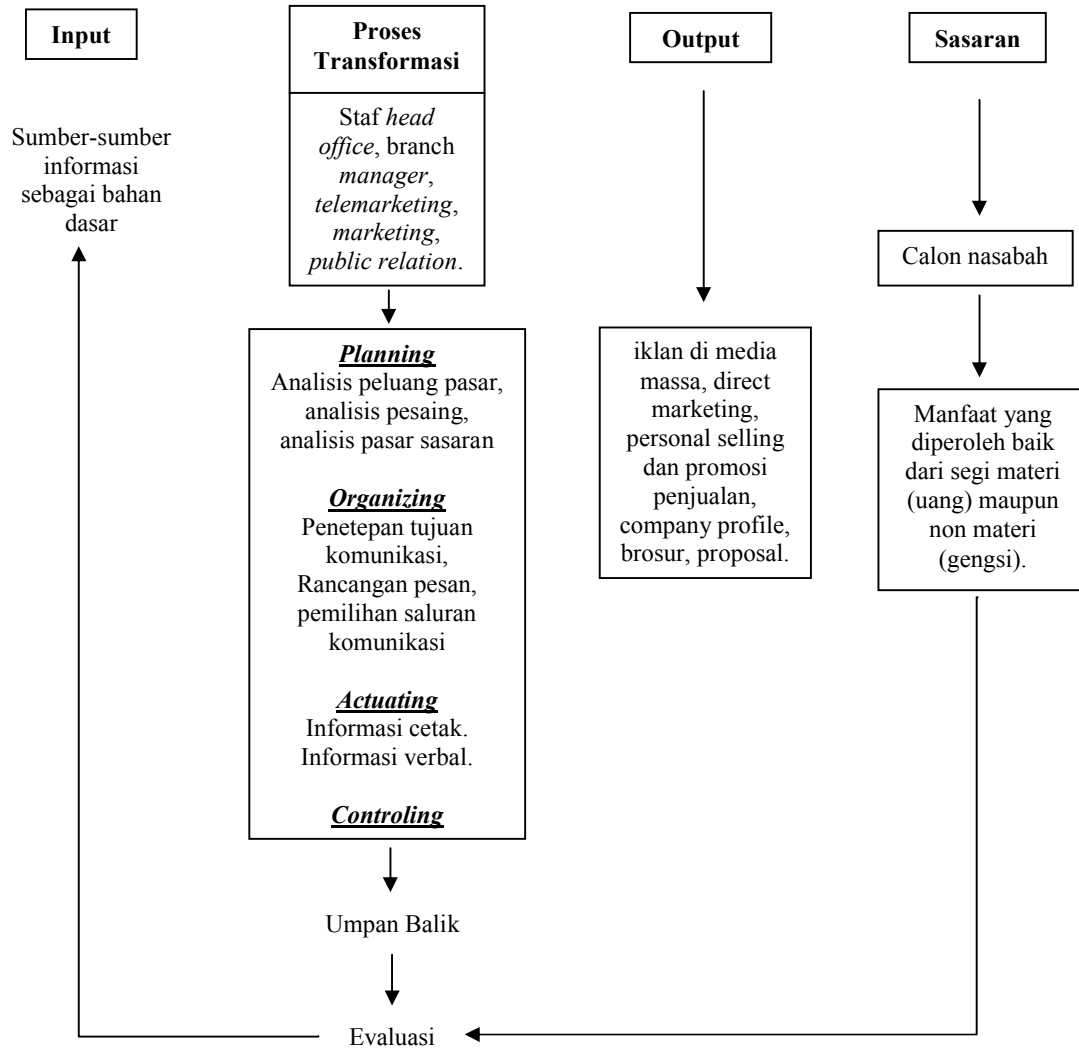 Input
Sumber-sumber
informasi
sebagai bahan
dasar
Proses
Transformasi
Staf head
office, branch
manager,
telemarketing,
marketing,
public relation.
Planning
Analisis peluang pasar,
analisis pesaing,
analisis pasar sasaran
Organizing
Penetepan tujuan
komunikasi,
Rancangan pesan,
pemilihan saluran
komunikasi
Actuating
Informasi cetak.
Informasi verbal.
Controling
Umpan Balik
Evaluasi
Output
iklan di media
massa, direct
marketing,
personal selling
dan promosi
penjualan,
company profile,
brosur, proposal.
Sasaran
Calon nasabah
Manfaat yang
diperoleh baik
dari segi materi
(uang) maupun
non materi
(gengsi).